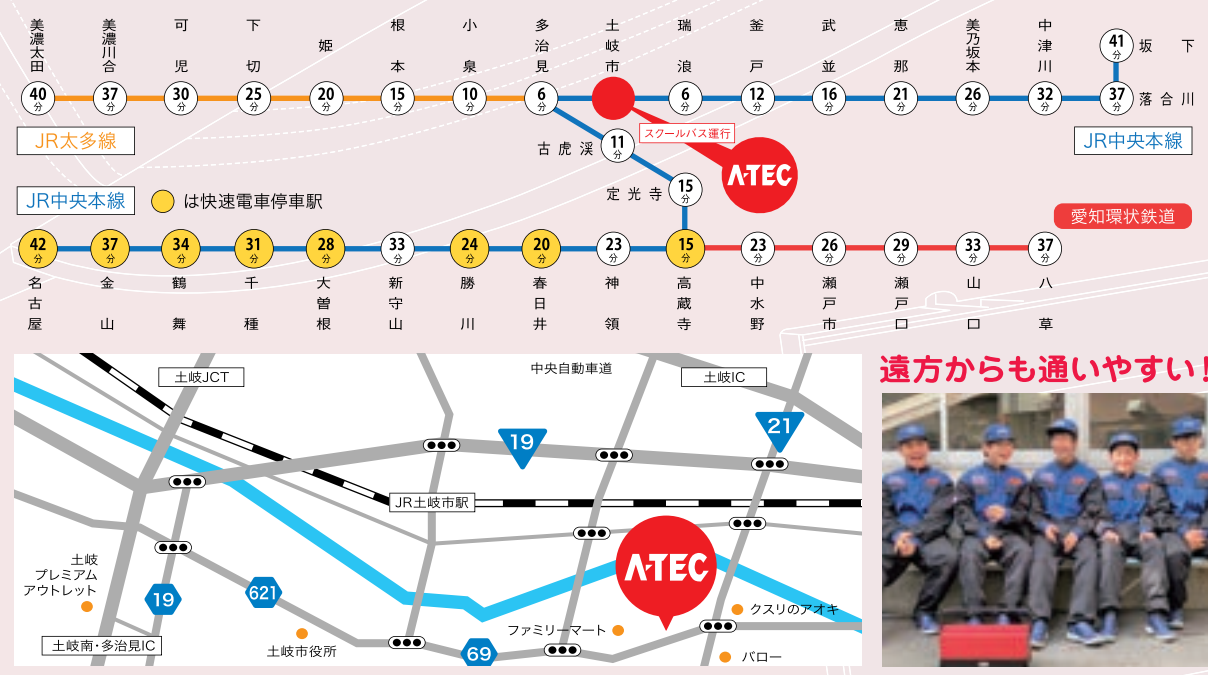 美濃太田 美濃川合 可児 下切 姫 根本 小泉 多治見 土岐市 瑞浪 釜戸 武並 恵那 美乃坂本 中津川
41分 坂下
40分 37分 30分 25分 20分 15分 10分 6分 6分 12分 16分 21分 26分 32分 37分 落合川
JR太多線
スクールバス運行
JR中央本線
古虎渓 11分
A-TEC
定光寺 15分
JR中央本線 は快速電車停車駅
愛知環状鉄道
42分 37分 34分 31分 28分 33分 24分 20分 23分 15分 23分 26分 29分 33分 37分
名古屋 金山 鶴舞 千種 大曽根 新守山 勝川 春日井 神領 高蔵寺 中水野 瀬戸市 瀬戸口 山口 八草
遠方からも通いやすい!
土岐JCT
中央自動車道
土岐IC
19
21
JR土岐市駅
A-TEC
土岐
プレミアム
アウトレット
19
621
クスリのアオキ
ファミリーマート
土岐南・多治見IC
土岐市役所
69
バロー